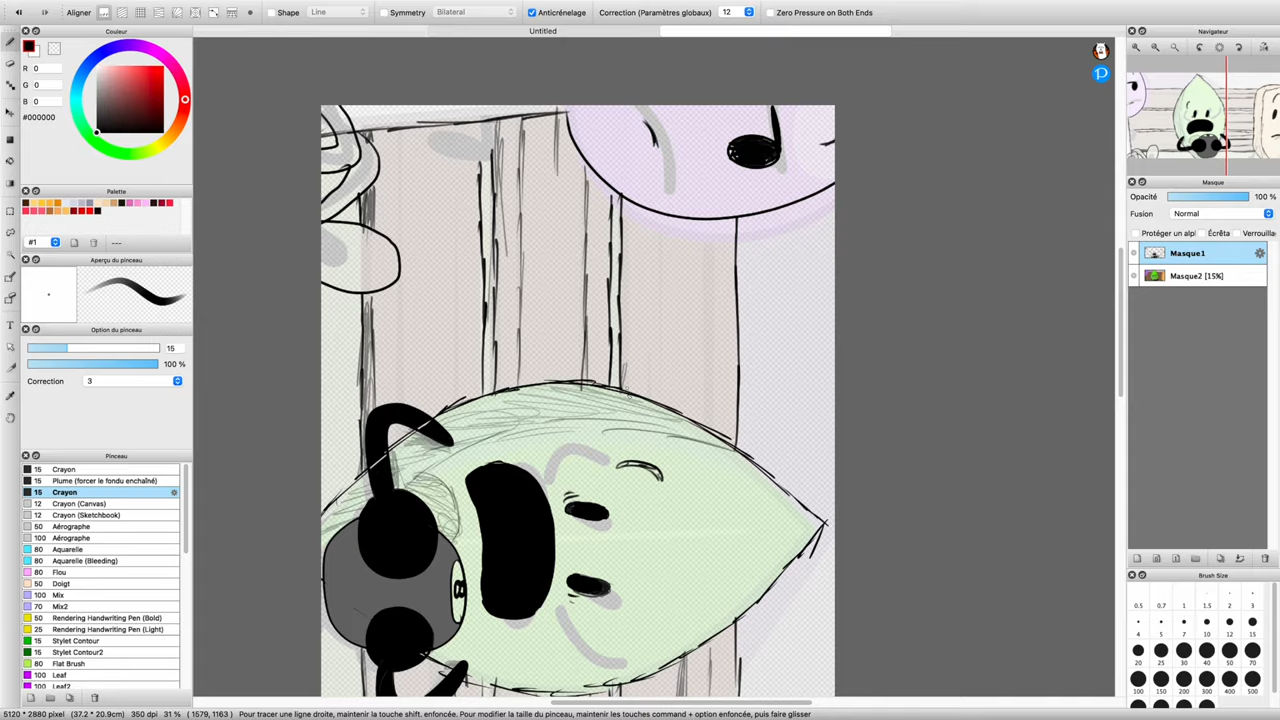 Aligner Shape Line Symmetry Bilateral Anticrénelage Correction (Paramètres globaux) 12 Zero Pressure on Both Ends
Couleur
Untitled
Navigateur
R 0
G 0
B 0
#000000
Palette
#1 ---
Aperçu du pinceau
Option du pinceau
15
100 %
Correction 3
Pinceau
15 Crayon
15 Plume (forcer le fondu enchaîné)
15 Crayon
12 Crayon (Canvas)
12 Crayon (Sketchbook)
50 Aérographe
100 Aérographe
80 Aquarelle
80 Aquarelle (Bleeding)
80 Flou
50 Doigt
100 Mix
70 Mix2
50 Rendering Handwriting Pen (Bold)
25 Rendering Handwriting Pen (Light)
15 Stylet Contour
15 Stylet Contour2
80 Flat Brush
100 Leaf
100 Leaf2
Masque
Opacité 100 %
Fusion Normal
Protéger un alpl Écrêta Verrouilla
Masque1
Masque2 [15%]
Brush Size
0.5 0.7 1 1.5 2 3
4 5 7 10 12 15
20 25 30 40 50 70
100 150 200 300 400 500
8
5120 * 2880 pixel (37.2 * 20.9cm) 350 dpi 31 % ( 1579, 1163 ) Pour tracer une ligne droite, maintenir la touche shift. enfoncée. Pour modifier la taille du pinceau, maintenir les touches command + option enfoncée, puis faire glisser